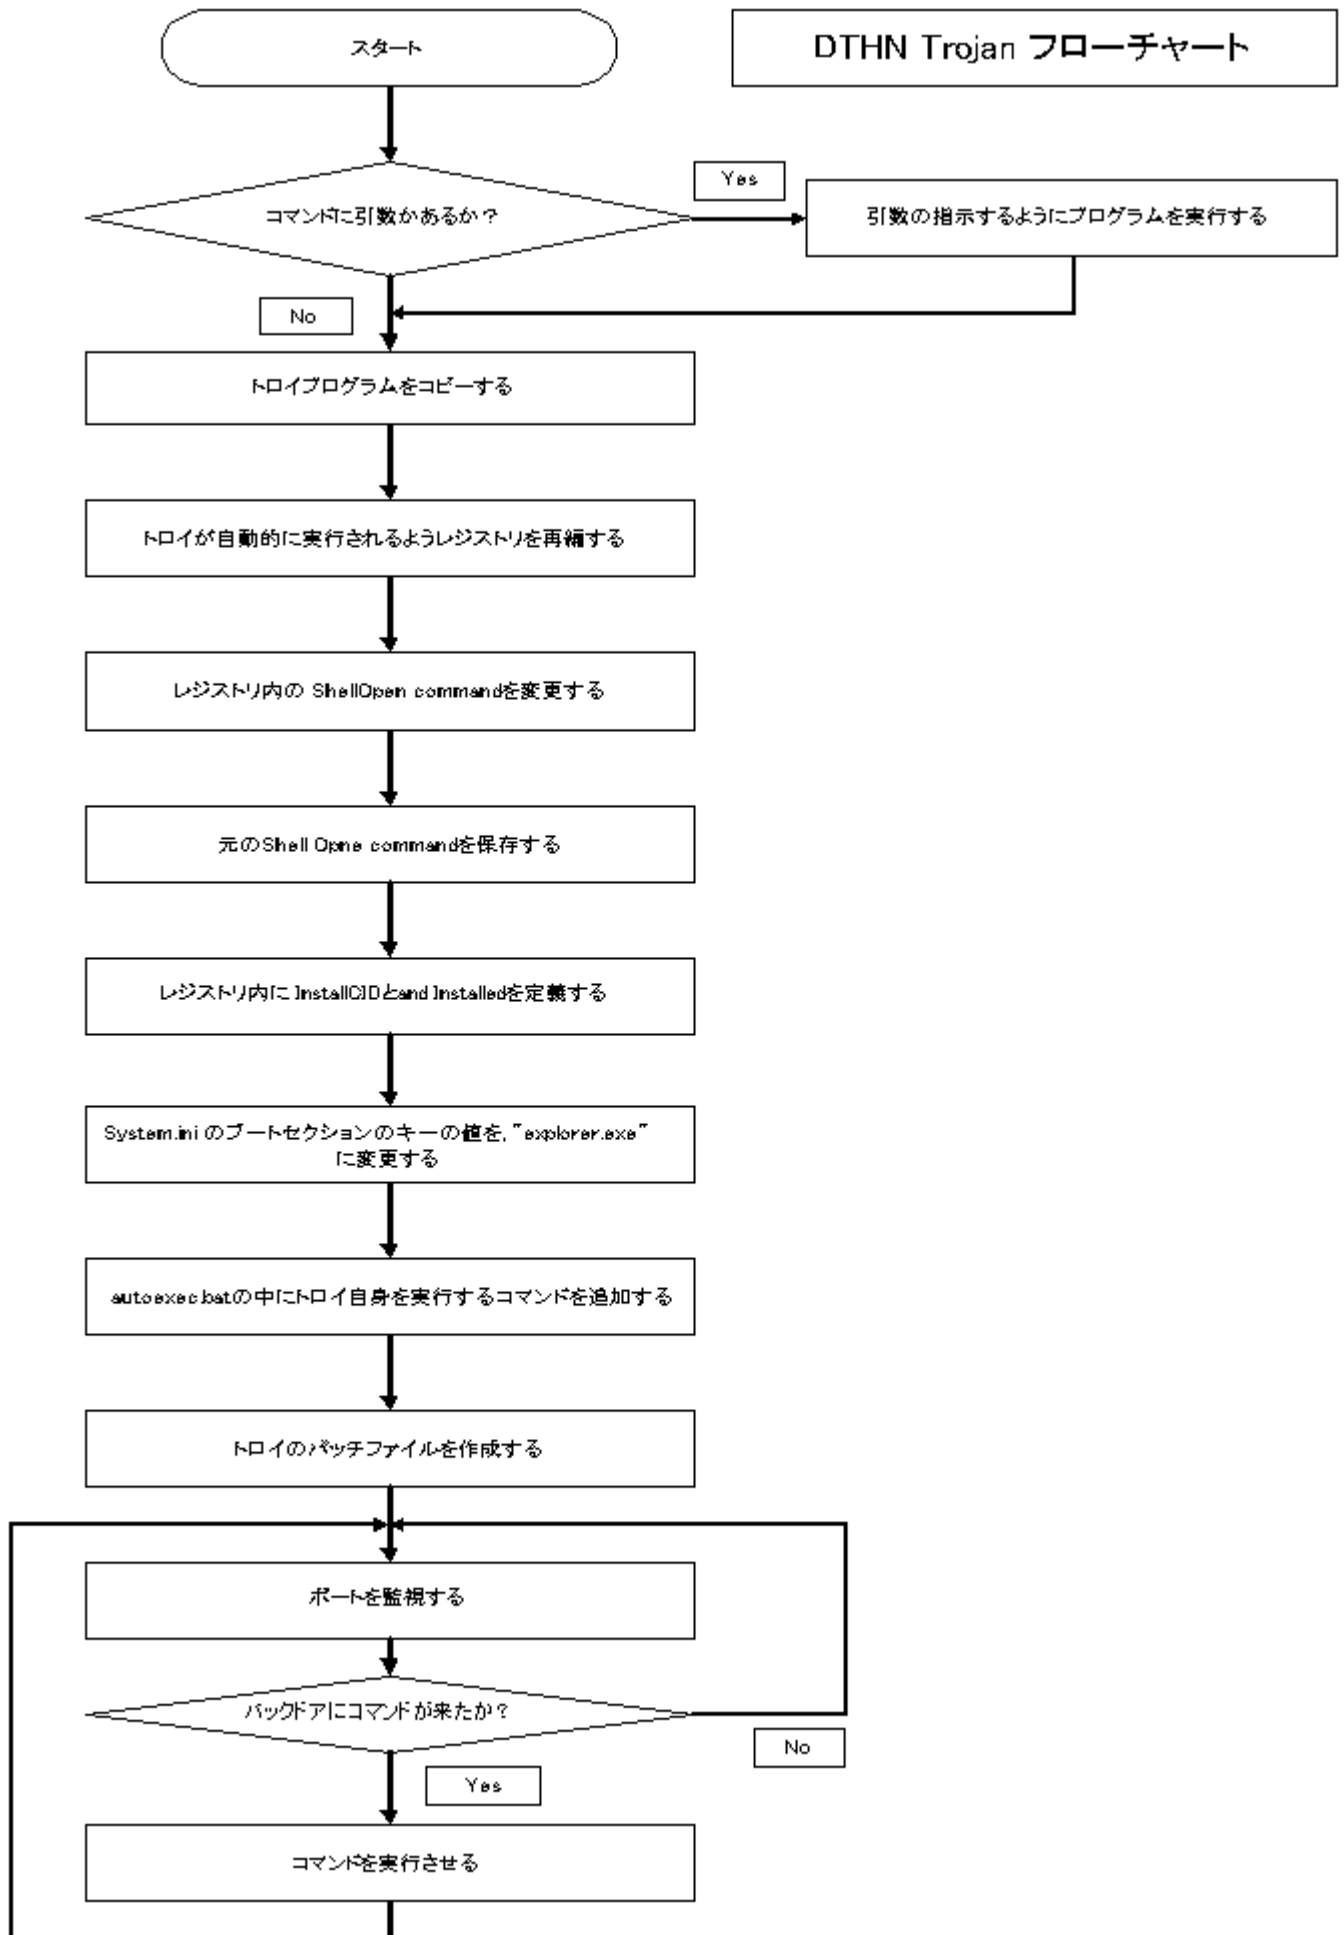 スタート
DTHN Trojan フローチャート
コマンドに引数があるか？
Yes
引数の指示するようにプログラムを実行する
No
トロイプログラムをコピーする
トロイが自動的に実行されるようレジストリを再編する
レジストリ内の ShellOpen commandを変更する
元のShell Opne commandを保存する
レジストリ内に InstallCIDとand Installedを定義する
System.ini のブートセクションのキーの値を, "explorer.exe"
に変更する
autoexec.batの中にトロイ自身を実行するコマンドを追加する
トロイのパッチファイルを作成する
ポートを監視する
バックドアにコマンドが来たか？
No
Yes
コマンドを実行させる